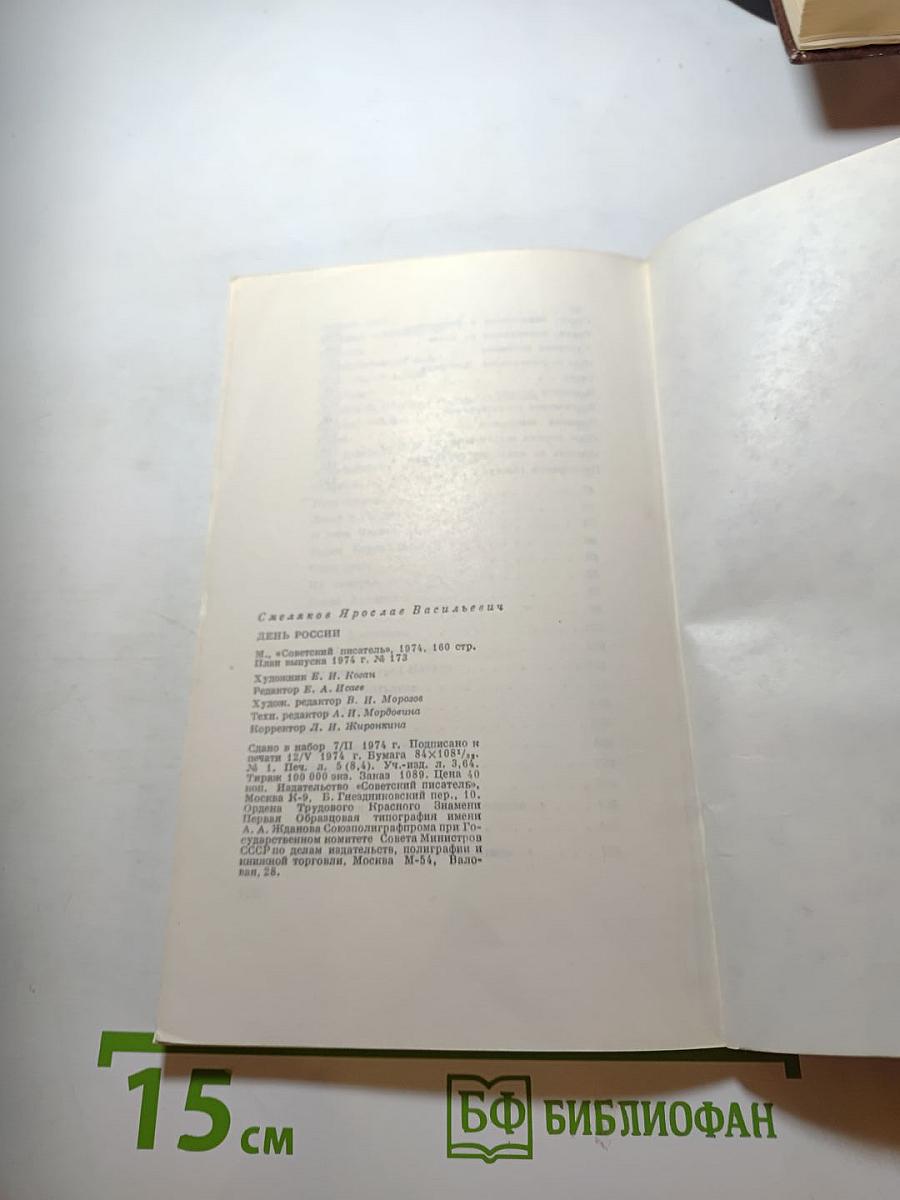 Смеляков Ярослав Васильевич
ДЕНЬ РОССИИ
М., «Советский писатель», 1974, 160 стр.
План выпуска 1974 г. № 173
Художник Е. И. Коган
Редактор Е. А. Исаев
Худож. редактор В. И. Морозов
Техн. редактор А. И. Мордовина
Корректор Л. И. Жиронкина
Сдано в набор 7/II 1974 г. Подписано к
печати 12/V 1974 г. Бумага 84×108¹/₃₂.
№ 1. Печ. л. 5 (8,4). Уч.-изд. л. 3,64.
Тираж 100 000 экз. Заказ 1089. Цена 40
коп. Издательство «Советский писатель»,
Москва К-9, Б. Гнездниковский пер., 10.
Ордена Трудового Красного Знамени
Первая Образцовая типография имени
А. А. Жданова Союзполиграфпрома при Го-
сударственном комитете Совета Министров
СССР по делам издательств, полиграфии и
книжной торговли, Москва М-54, Вало-
вая, 28.
15 см
БФ БИБЛИОФАН